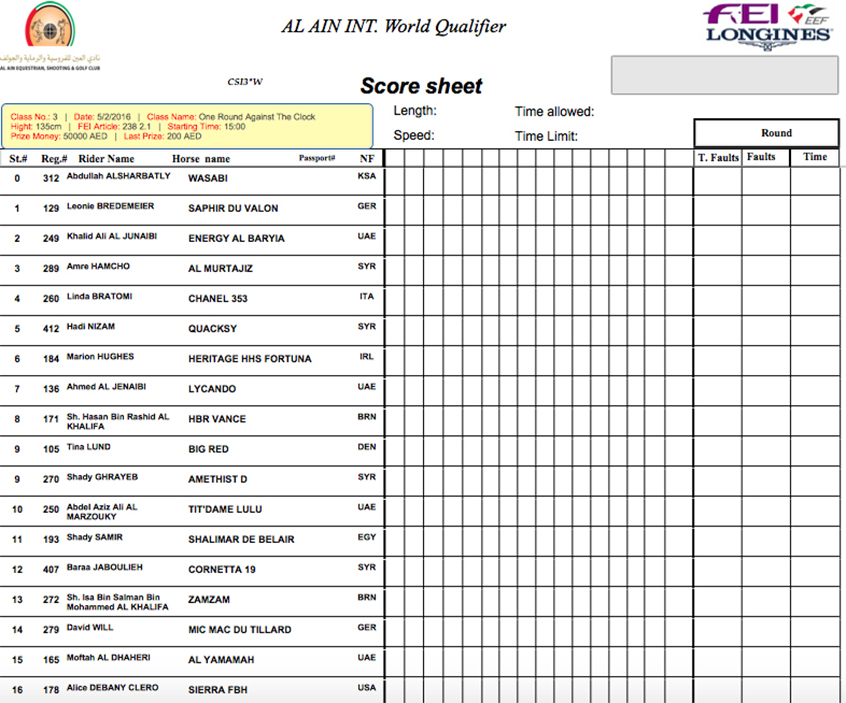 AL AIN INT. World Qualifier
FEI EEF
LONGINES
نادي العين للفروسية والرماية والجولف
AL AIN EQUESTRIAN, SHOOTING & GOLF CLUB
CSI3*W
Score sheet
Class No.: 3 | Date: 5/2/2016 | Class Name: One Round Against The Clock
Hight: 135cm | FEI Article: 238 2.1 | Starting Time: 15:00
Prize Money: 50000 AED | Last Prize: 200 AED
Length: Time allowed:
Speed: Time Limit:
Round
St.# Reg.# Rider Name Horse name Passport# NF T. Faults Faults Time
0 312 Abdullah ALSHARBATLY WASABI KSA
1 129 Leonie BREDEMEIER SAPHIR DU VALON GER
2 249 Khalid Ali AL JUNAIBI ENERGY AL BARYIA UAE
3 289 Amre HAMCHO AL MURTAJIZ SYR
4 260 Linda BRATOMI CHANEL 353 ITA
5 412 Hadi NIZAM QUACKSY SYR
6 184 Marion HUGHES HERITAGE HHS FORTUNA IRL
7 136 Ahmed AL JENAIBI LYCANDO UAE
8 171 Sh. Hasan Bin Rashid AL KHALIFA HBR VANCE BRN
9 105 Tina LUND BIG RED DEN
9 270 Shady GHRAYEB AMETHIST D SYR
10 250 Abdel Aziz Ali AL MARZOUKY TIT'DAME LULU UAE
11 193 Shady SAMIR SHALIMAR DE BELAIR EGY
12 407 Baraa JABOULIEH CORNETTA 19 SYR
13 272 Sh. Isa Bin Salman Bin Mohammed AL KHALIFA ZAMZAM BRN
14 279 David WILL MIC MAC DU TILLARD GER
15 165 Moftah AL DHAHERI AL YAMAMAH UAE
16 178 Alice DEBANY CLERO SIERRA FBH USA